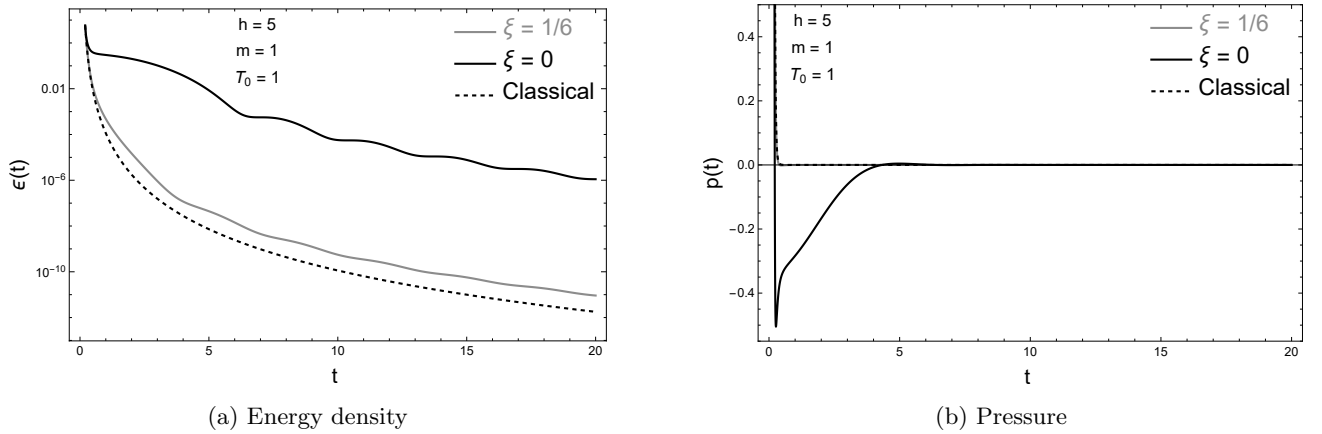 h = 5
m = 1
T₀ = 1
ξ = 1/6
ξ = 0
Classical
0.01
10⁻⁶
10⁻¹⁰
ϵ(t)
0 5 10 15 20
t
(a) Energy density
h = 5
m = 1
T₀ = 1
ξ = 1/6
ξ = 0
Classical
0.4
0.2
0.0
-0.2
-0.4
p(t)
0 5 10 15 20
t
(b) Pressure